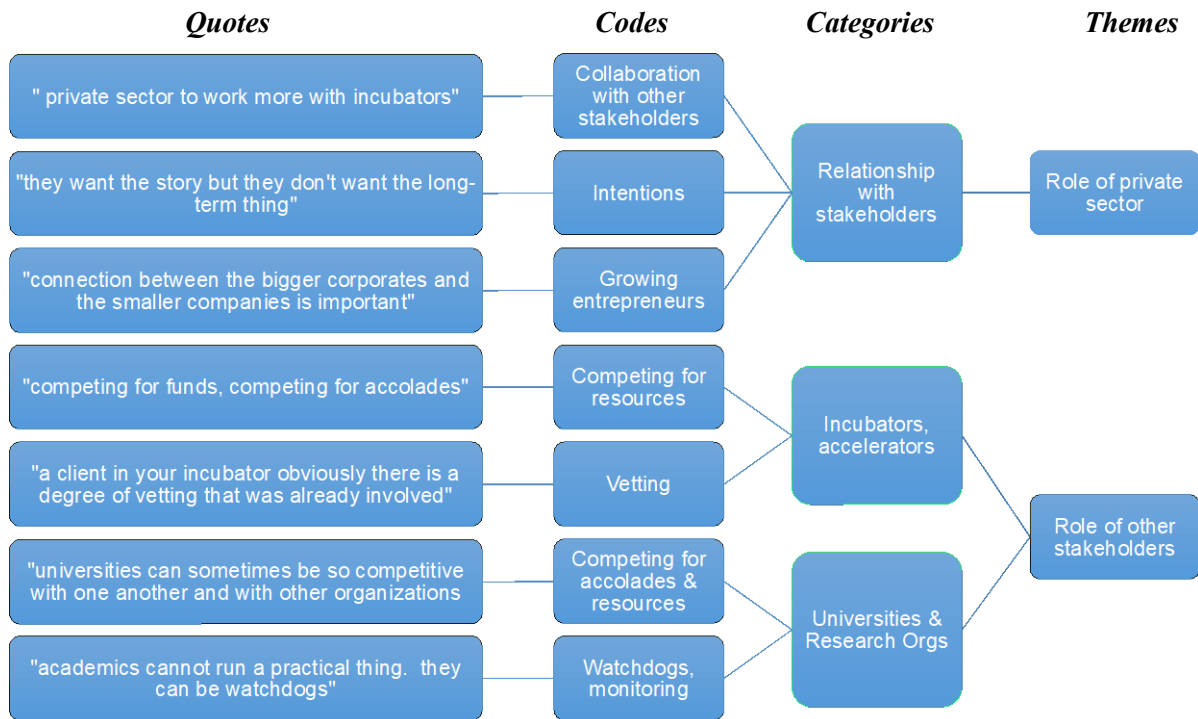 Quotes
Codes
Categories
Themes
" private sector to work more with incubators"
Collaboration
with other
stakeholders
"they want the story but they don't want the long-
term thing"
Intentions
Relationship
with
stakeholders
Role of private
sector
"connection between the bigger corporates and
the smaller companies is important"
Growing
entrepreneurs
"competing for funds, competing for accolades"
Competing for
resources
Incubators,
accelerators
"a client in your incubator obviously there is a
degree of vetting that was already involved"
Vetting
Role of other
stakeholders
"universities can sometimes be so competitive
with one another and with other organizations
Competing for
accolades &
resources
Universities &
Research Orgs
"academics cannot run a practical thing.  they
can be watchdogs"
Watchdogs,
monitoring